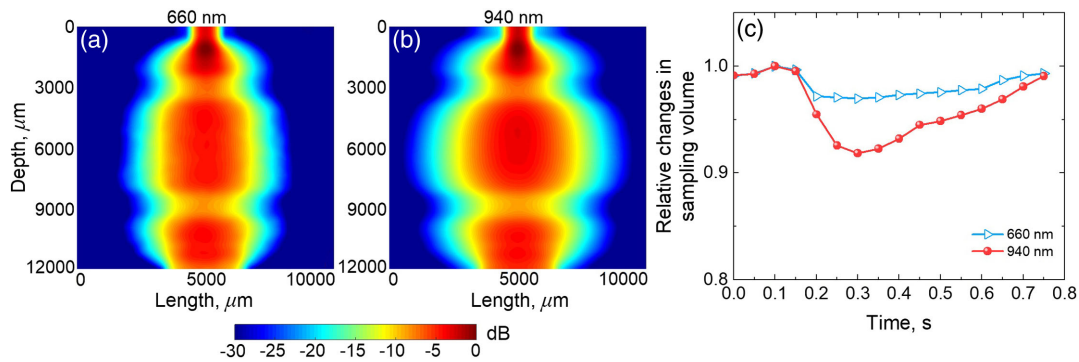 660 nm
(a)
0
3000
6000
9000
12000
Depth, μm
0 5000 10000
Length, μm
940 nm
(b)
0
3000
6000
9000
12000
0 5000 10000
Length, μm
dB
-30 -25 -20 -15 -10 -5 0
(c)
Relative changes in
sampling volume
1.0
0.9
0.8
660 nm
940 nm
0.0 0.1 0.2 0.3 0.4 0.5 0.6 0.7 0.8
Time, s